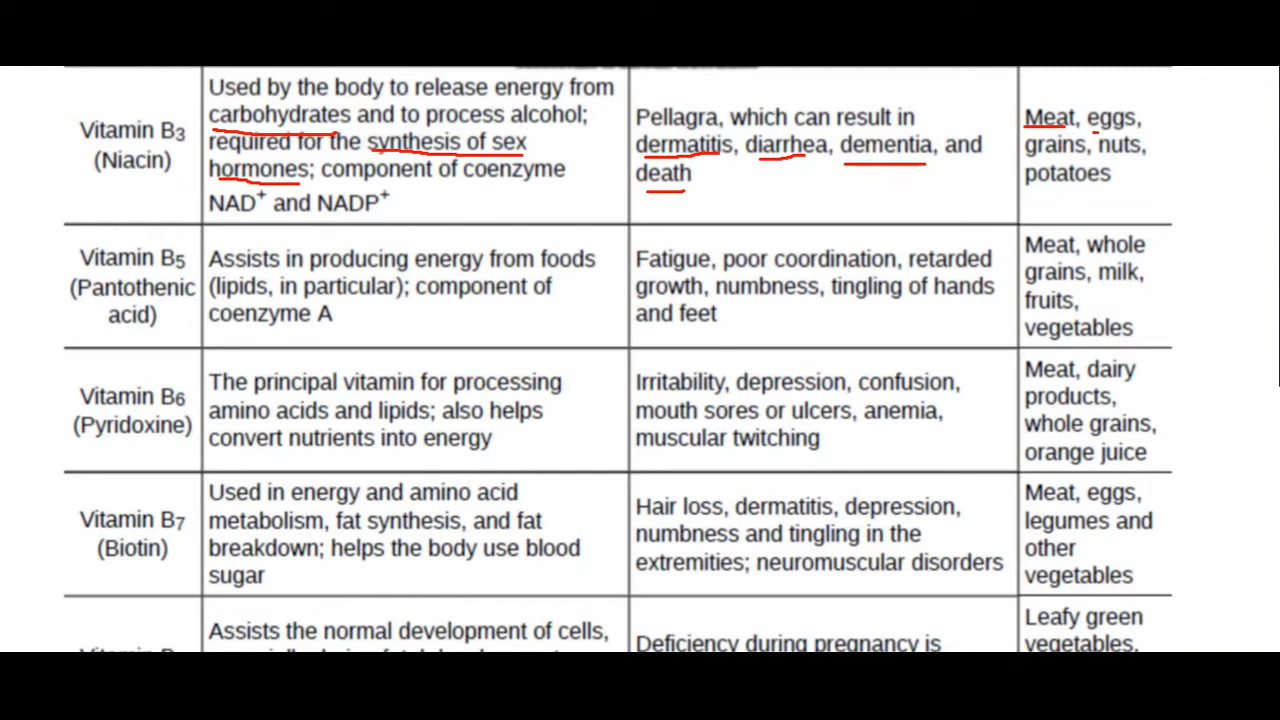 Used by the body to release energy from
carbohydrates and to process alcohol;
required for the synthesis of sex
hormones; component of coenzyme
NAD+ and NADP+
Vitamin B3
(Niacin)
Pellagra, which can result in
dermatitis, diarrhea, dementia, and
death
Meat, eggs,
grains, nuts,
potatoes
Vitamin B5
(Pantothenic
acid)
Assists in producing energy from foods
(lipids, in particular); component of
coenzyme A
Fatigue, poor coordination, retarded
growth, numbness, tingling of hands
and feet
Meat, whole
grains, milk,
fruits,
vegetables
Vitamin B6
(Pyridoxine)
The principal vitamin for processing
amino acids and lipids; also helps
convert nutrients into energy
Irritability, depression, confusion,
mouth sores or ulcers, anemia,
muscular twitching
Meat, dairy
products,
whole grains,
orange juice
Vitamin B7
(Biotin)
Used in energy and amino acid
metabolism, fat synthesis, and fat
breakdown; helps the body use blood
sugar
Hair loss, dermatitis, depression,
numbness and tingling in the
extremities; neuromuscular disorders
Meat, eggs,
legumes and
other
vegetables
Assists the normal development of cells,
Deficiency during pregnancy is
Leafy green
vegetables,